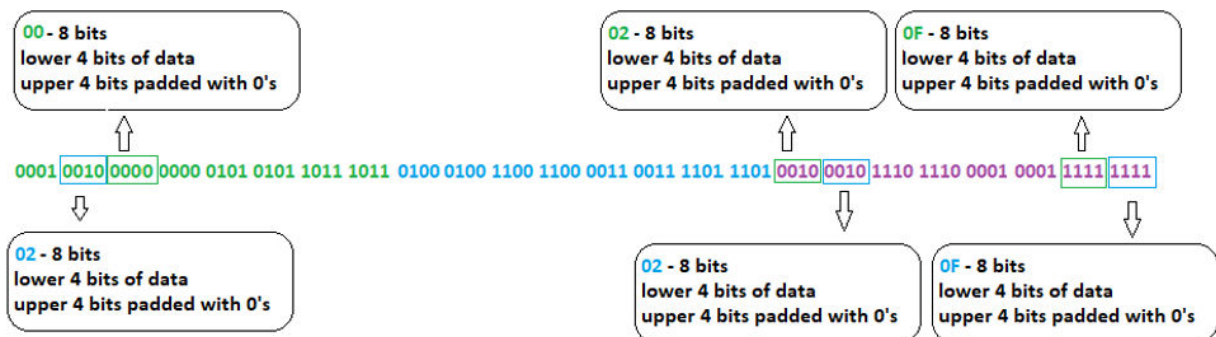 00 - 8 bits
lower 4 bits of data
upper 4 bits padded with 0's
02 - 8 bits
lower 4 bits of data
upper 4 bits padded with 0's
0F - 8 bits
lower 4 bits of data
upper 4 bits padded with 0's
0001 0010 0000 0000 0101 0101 1011 1011 0100 0100 1100 1100 0011 0011 1101 1101 0010 0010 1110 1110 0001 0001 1111 1111
02 - 8 bits
lower 4 bits of data
upper 4 bits padded with 0's
02 - 8 bits
lower 4 bits of data
upper 4 bits padded with 0's
0F - 8 bits
lower 4 bits of data
upper 4 bits padded with 0's